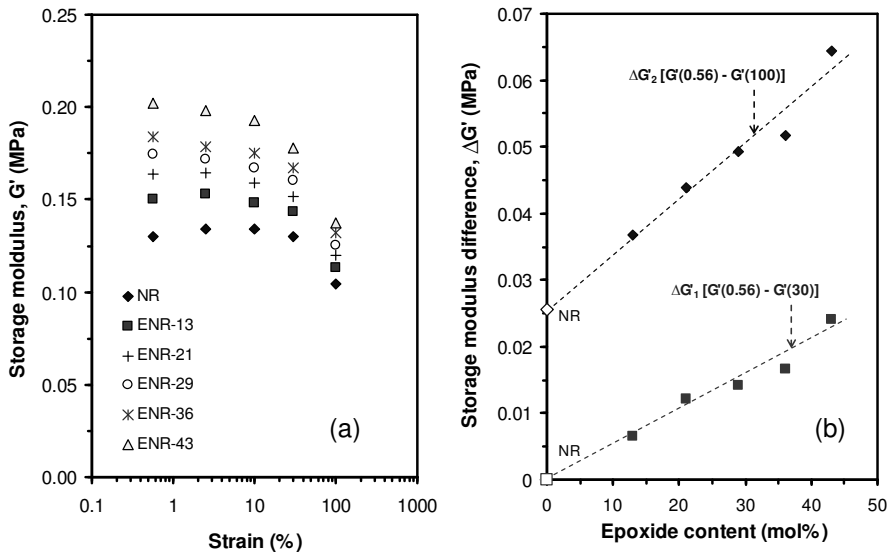 0.25
0.20
0.15
0.10
0.05
0.00
Storage moldulus, G' (MPa)
NR
ENR-13
ENR-21
ENR-29
ENR-36
ENR-43
(a)
0.1
1
10
100
1000
Strain (%)
0.07
0.06
0.05
0.04
0.03
0.02
0.01
0
Storage modulus difference, △G' (MPa)
ΔG'₂ [G'(0.56) - G'(100)]
NR
ΔG'₁ [G'(0.56) - G'(30)]
NR
(b)
0
10
20
30
40
50
Epoxide content (mol%)